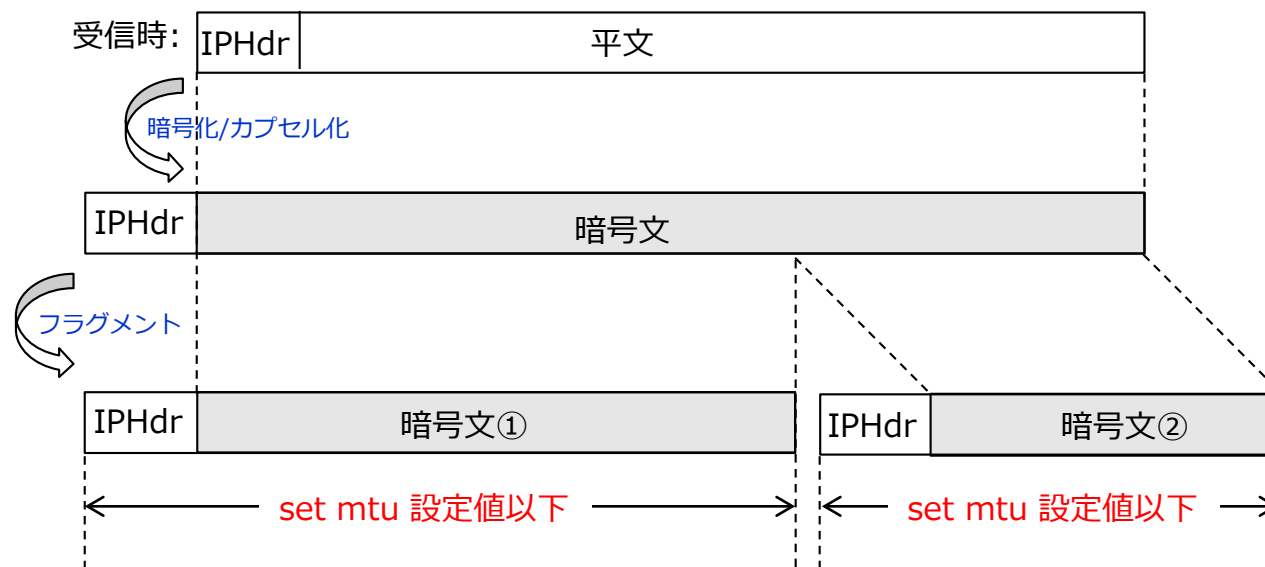 受信時: IPHdr 平文
暗号化/カプセル化
IPHdr 暗号文
フラグメント
IPHdr 暗号文① IPHdr 暗号文②
set mtu 設定値以下 set mtu 設定値以下